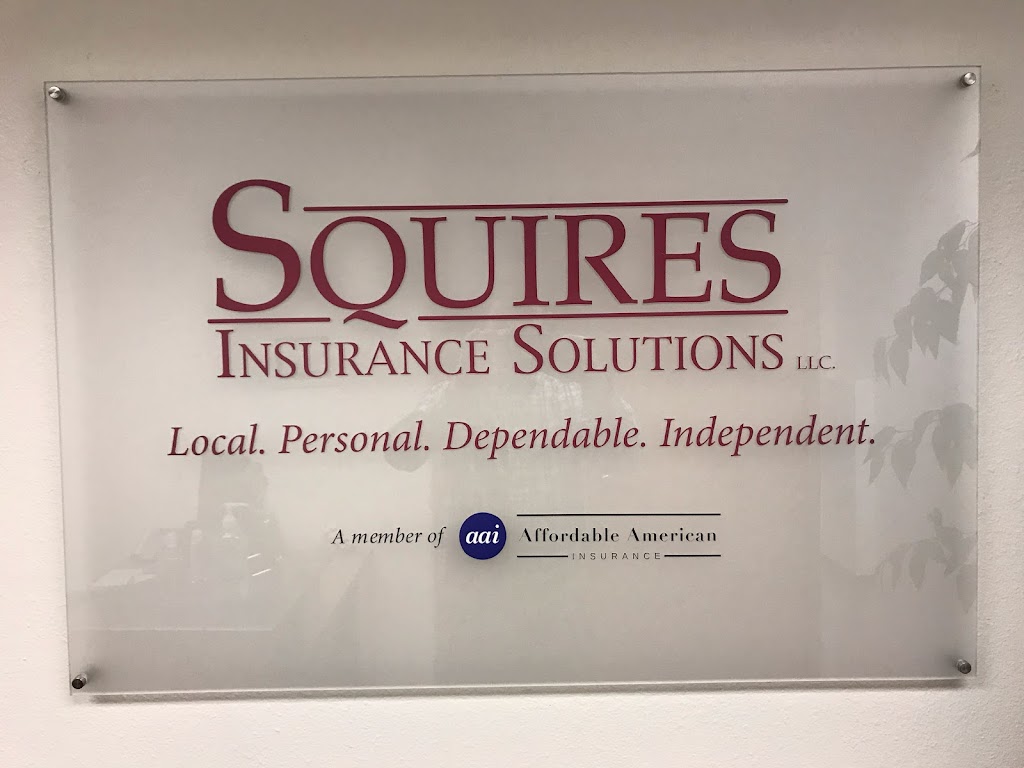 SQUIRES
INSURANCE SOLUTIONS LLC.
Local. Personal. Dependable. Independent.
A member of aai Affordable American
INSURANCE